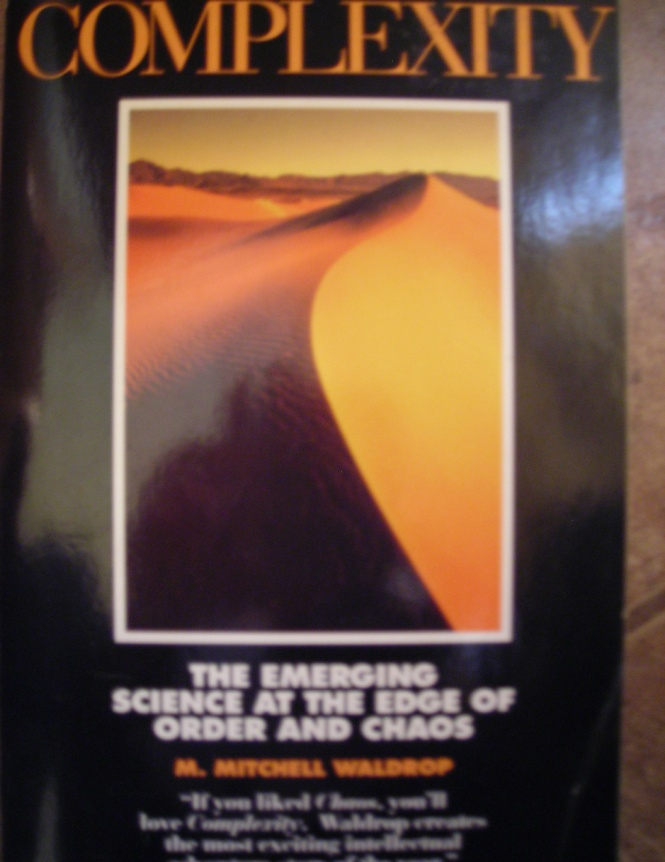 COMPLEXITY
THE EMERGING
SCIENCE AT THE EDGE OF
ORDER AND CHAOS
M. MITCHELL WALDROP
"If you liked Chaos, you'll
love Complexity. Waldrop creates
the most exciting intellectual